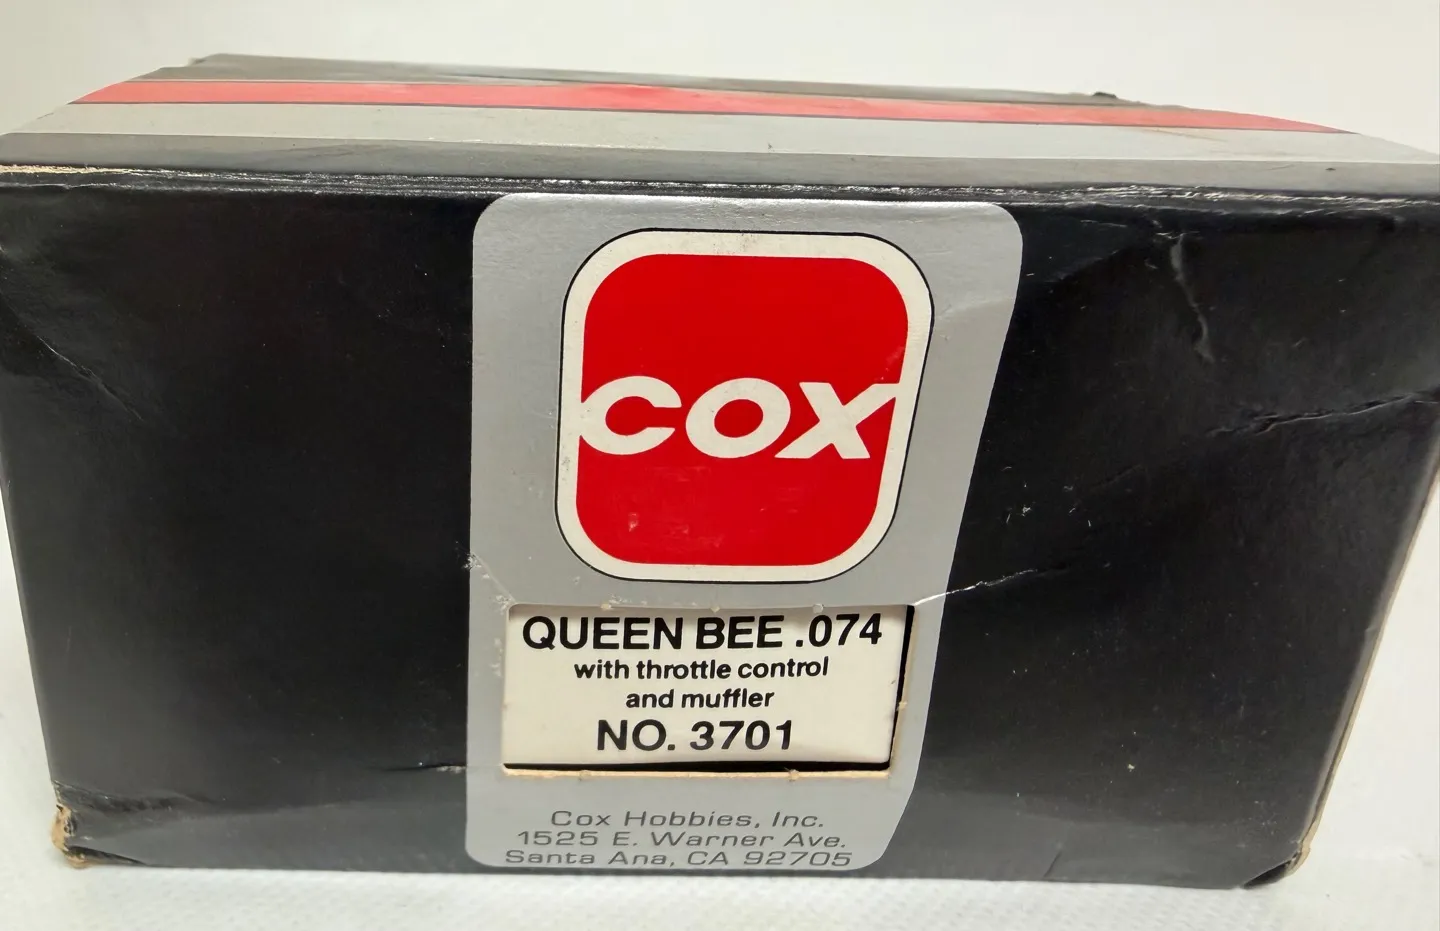 COX
QUEEN BEE .074
with throttle control
and muffler
NO. 3701
Cox Hobbies, Inc.
1525 E. Warner Ave.
Santa Ana, CA 92705